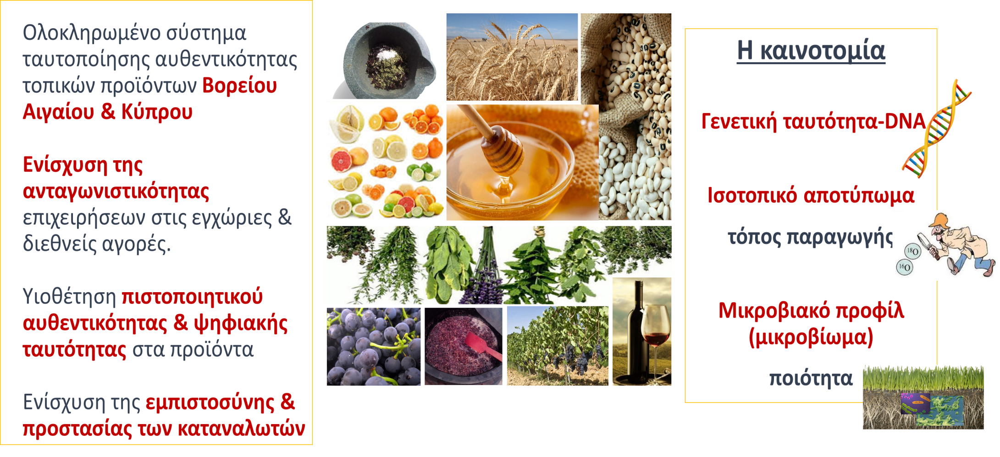 Ολοκληρωμένο σύστημα
ταυτοποίησης αυθεντικότητας
τοπικών προϊόντων Βορείου
Αιγαίου & Κύπρου
Ενίσχυση της
ανταγωνιστικότητας
επιχειρήσεων στις εγχώριες &
διεθνείς αγορές.
Υιοθέτηση πιστοποιητικού
αυθεντικότητας & ψηφιακής
ταυτότητας στα προϊόντα
Ενίσχυση της εμπιστοσύνης &
προστασίας των καταναλωτών
Η καινοτομία
Γενετική ταυτότητα-DNA
Ισοτοπικό αποτύπωμα
τόπος παραγωγής
¹⁸O
¹⁶O
Μικροβιακό προφίλ
(μικροβίωμα)
ποιότητα